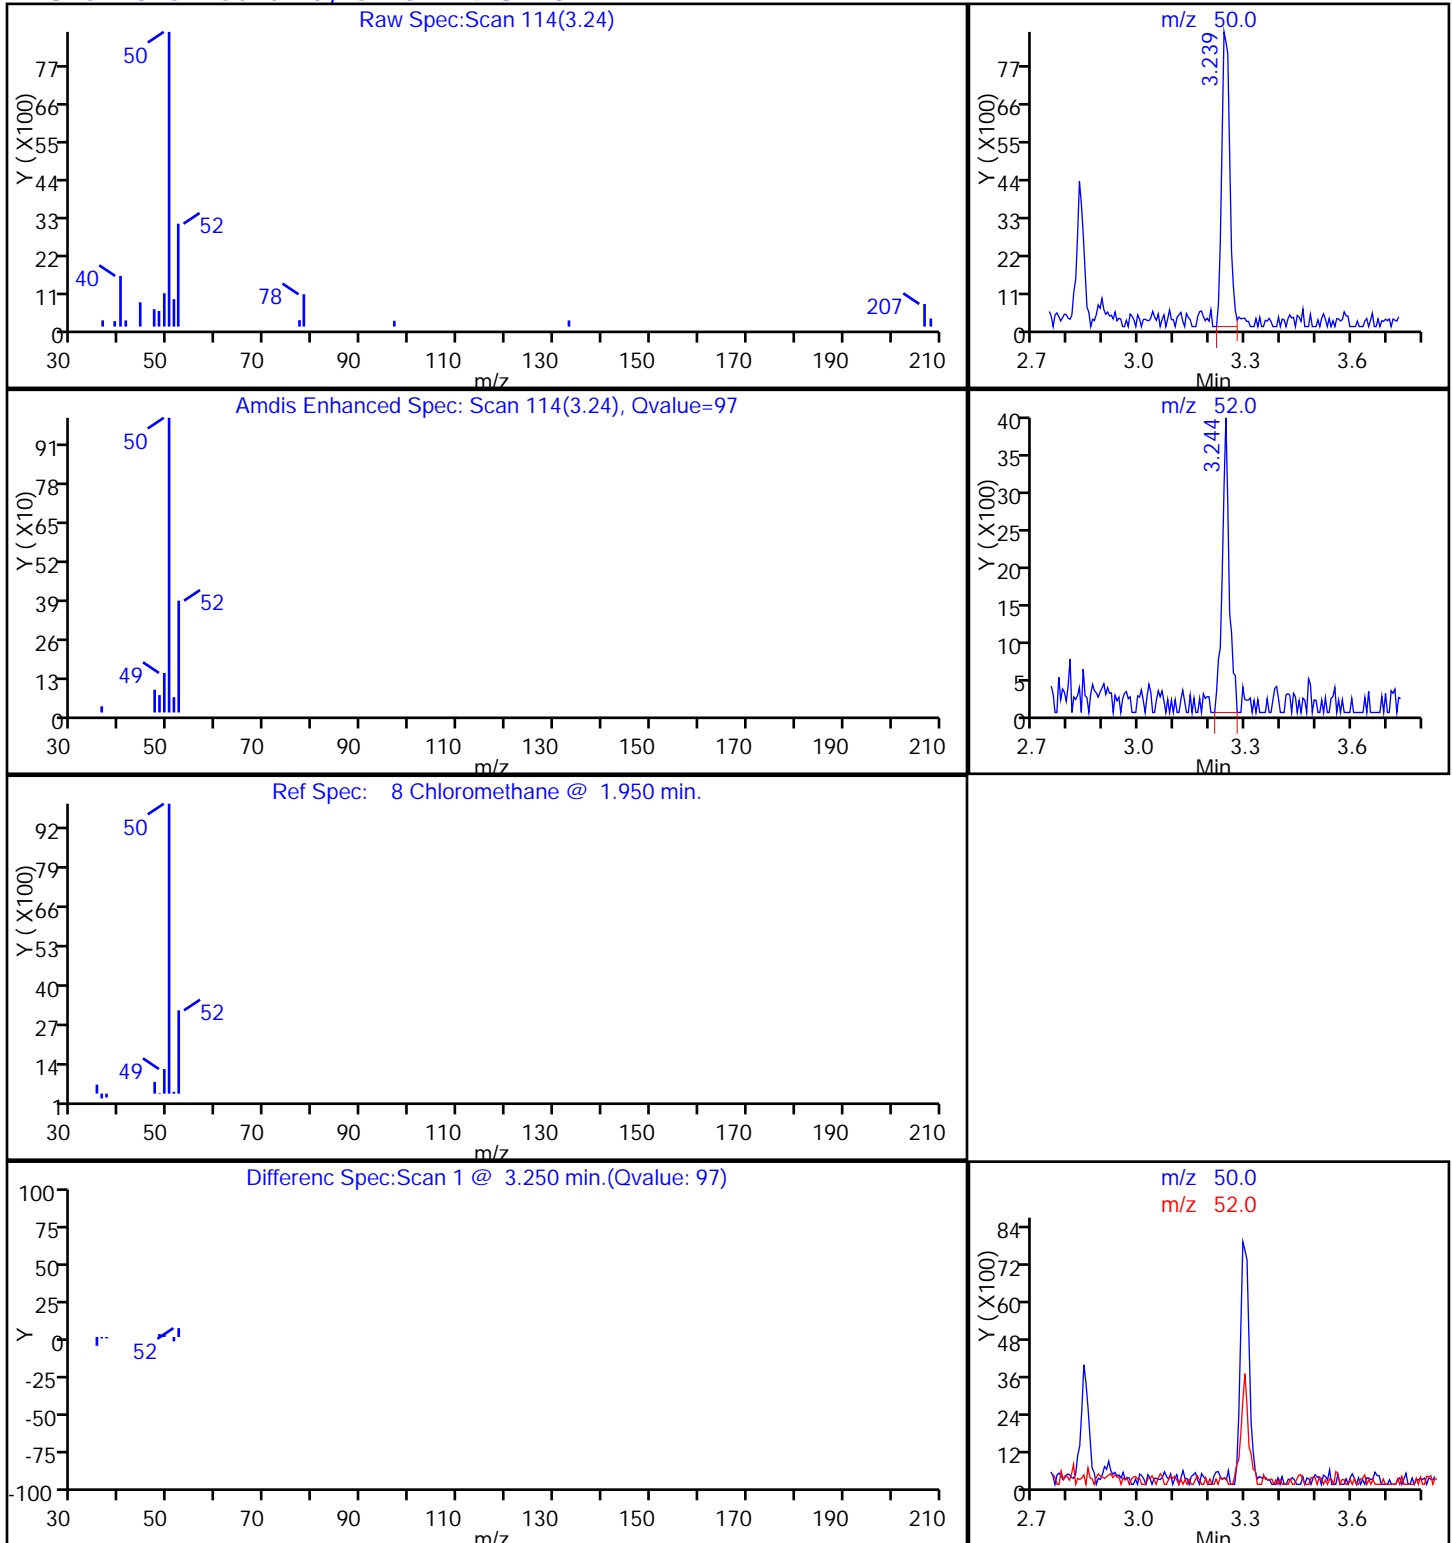 Raw Spec:Scan 114(3.24)
Y ( X100)
77
66
55
44
33
22
11
0
50
52
40
78
207
30 50 70 90 110 130 150 170 190 210
m/z
m/z 50.0
Y ( X100)
77
66
55
44
33
22
11
0
3.239
2.7 3.0 3.3 3.6
Min
Amdis Enhanced Spec: Scan 114(3.24), Qvalue=97
Y ( X10)
91
78
65
52
39
26
13
0
50
52
49
30 50 70 90 110 130 150 170 190 210
m/z
m/z 52.0
Y ( X100)
40
35
30
25
20
15
10
5
0
3.244
2.7 3.0 3.3 3.6
Min
Ref Spec: 8 Chloromethane @ 1.950 min.
Y ( X100)
92
79
66
53
40
27
14
1
50
52
49
30 50 70 90 110 130 150 170 190 210
m/z
Differenc Spec:Scan 1 @ 3.250 min.(Qvalue: 97)
Y
100
75
50
25
0
-25
-50
-75
-100
52
30 50 70 90 110 130 150 170 190 210
m/z
m/z 50.0
m/z 52.0
Y ( X100)
84
72
60
48
36
24
12
0
2.7 3.0 3.3 3.6
Min